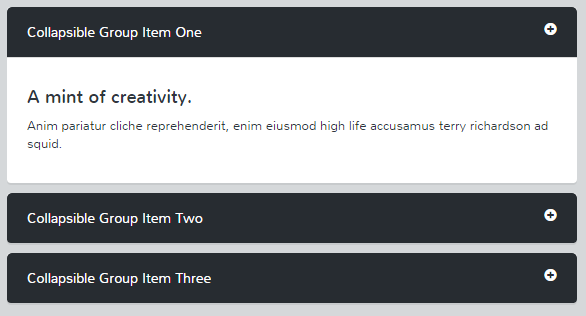 Collapsible Group Item One
A mint of creativity.
Anim pariatur cliche reprehenderit, enim eiusmod high life accusamus terry richardson ad
squid.
Collapsible Group Item Two
Collapsible Group Item Three